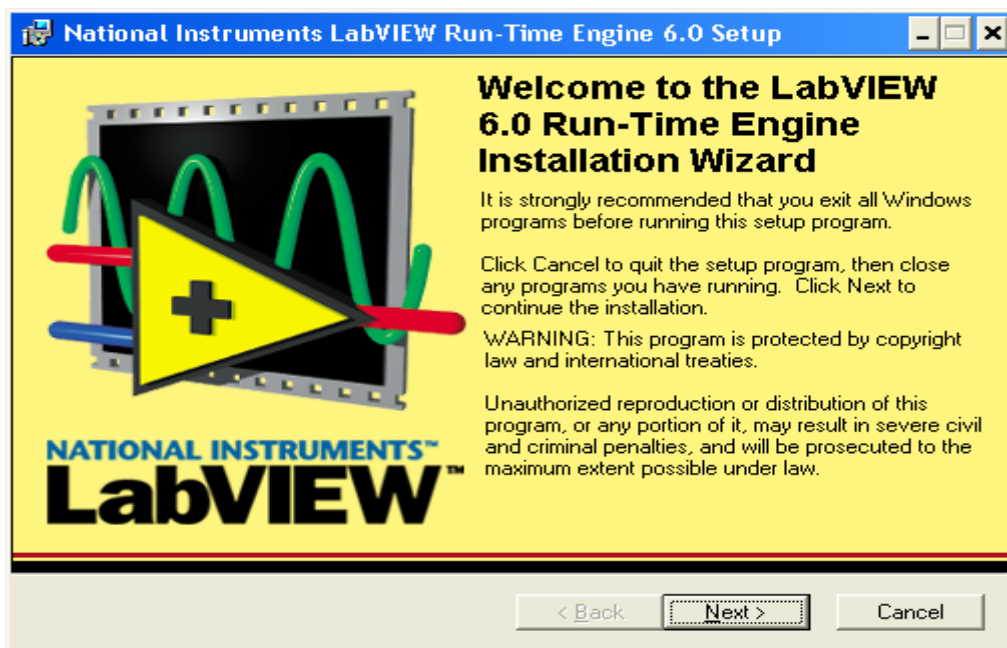 National Instruments LabVIEW Run-Time Engine 6.0 Setup
Welcome to the LabVIEW
6.0 Run-Time Engine
Installation Wizard
It is strongly recommended that you exit all Windows
programs before running this setup program.
Click Cancel to quit the setup program, then close
any programs you have running. Click Next to
continue the installation.
WARNING: This program is protected by copyright
law and international treaties.
Unauthorized reproduction or distribution of this
program, or any portion of it, may result in severe civil
and criminal penalties, and will be prosecuted to the
maximum extent possible under law.
NATIONAL INSTRUMENTS™
LabVIEW™
< Back
Next >
Cancel